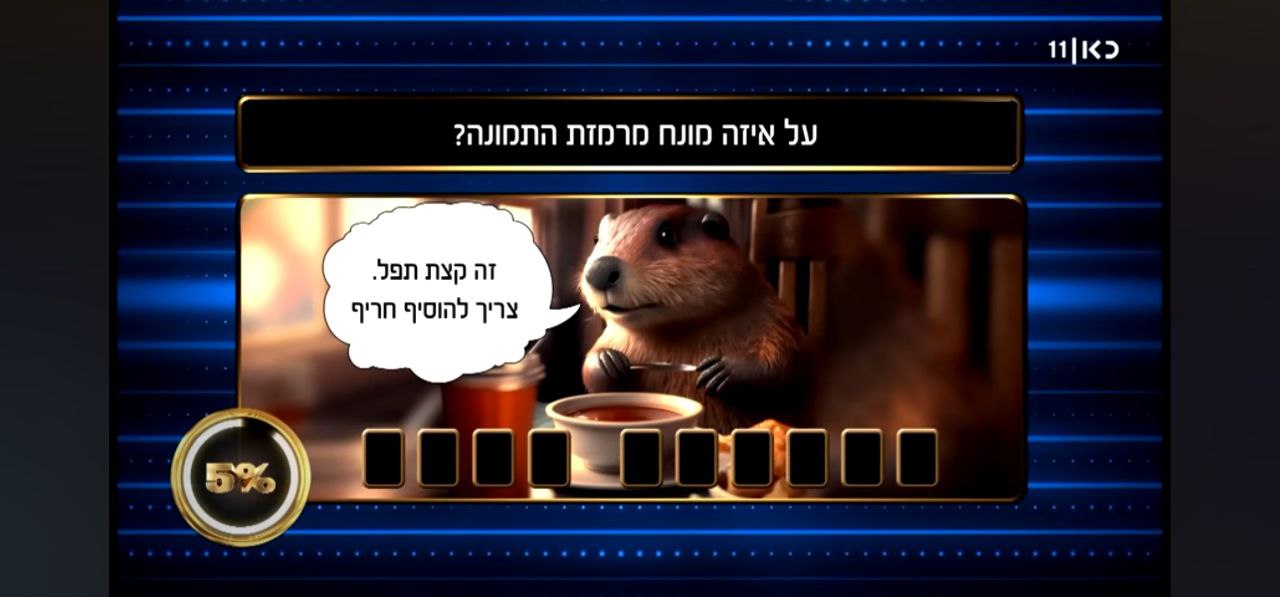 כאן|11
על איזה מונח מרמזת התמונה?
זה קצת תפל.
צריך להוסיף חריף
5%